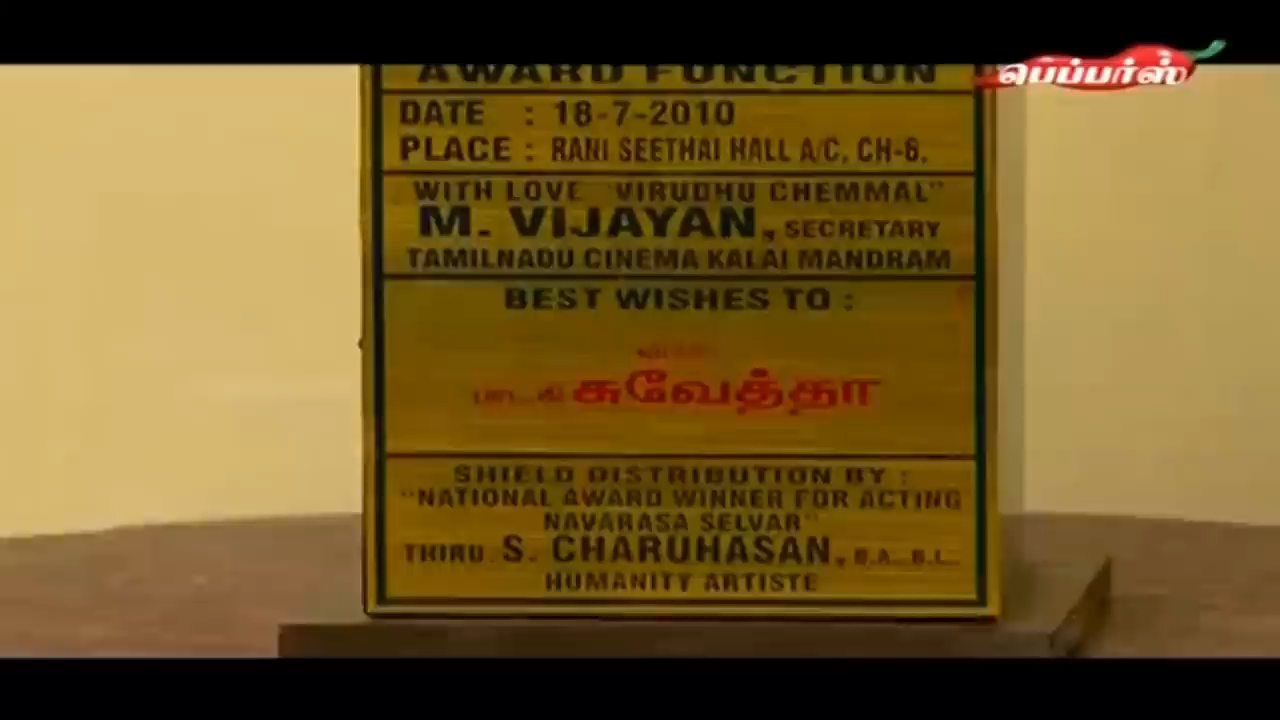 பெப்பர்ஸ்
AWARD FUNCTION
DATE : 18-7-2010
PLACE : RANI SEETHAI HALL A/C, CH-6.
WITH LOVE "VIRUDHU CHEMMAL"
M. VIJAYAN, SECRETARY
TAMILNADU CINEMA KALAI MANDRAM
BEST WISHES TO :
சுவேத்தா
SHIELD DISTRIBUTION BY :
"NATIONAL AWARD WINNER FOR ACTING
NAVARASA SELVAR"
THIRU. S. CHARUHASAN, B.A., B.L.,
HUMANITY ARTISTE